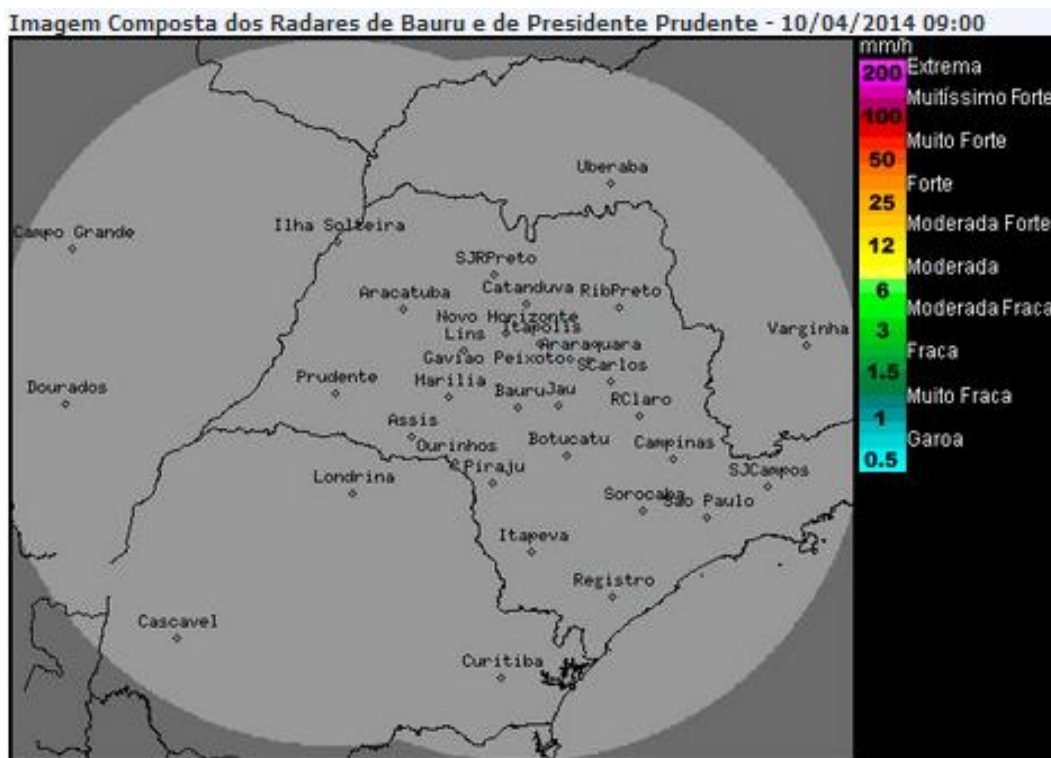 Imagem Composta dos Radares de Bauru e de Presidente Prudente - 10/04/2014 09:00
mm/h
200 Extrema
Muitíssimo Forte
100
Muito Forte
50
Forte
25
Moderada Forte
12
Moderada
6
Moderada Fraca
3
Fraca
1.5
Muito Fraca
1
Garoa
0.5
Uberaba
Ilha Solteira
Campo Grande
SJRPreto
Catanduva
RibPreto
Aracatuba
Novo Horizonte
Itapolis
Lins
Araraquara
Varginha
Gaviao Peixoto
SCarlos
Prudente
Marilia
Dourados
Bauru
Jau
RClaro
Assis
Ourinhos
Botucatu
Campinas
Piraju
Londrina
SJCampos
Sorocaba
Sao Paulo
Itapeva
Registro
Cascavel
Curitiba